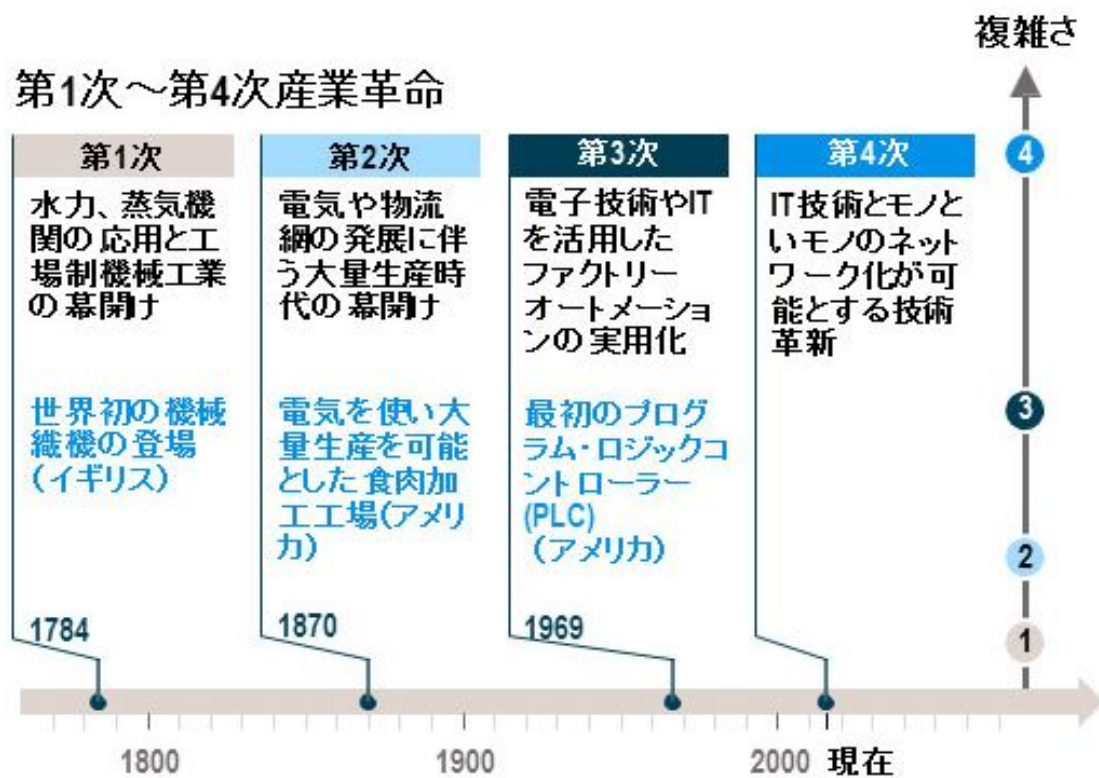 複雑さ
第1次～第4次産業革命
第1次
水力、蒸気機
関の応用と工
場制機械工業
の幕開け
世界初の機械
織機の登場
(イギリス)
1784
第2次
電気や物流
網の発展に伴
う大量生産時
代の幕開け
電気を使い大
量生産を可能
とした食肉加
工工場(アメリ
カ)
1870
第3次
電子技術やIT
を活用した
ファクトリー
オートメーショ
ンの実用化
最初のプログ
ラム・ロジックコ
ントローラー
(PLC)
(アメリカ)
1969
第4次
IT技術とモノと
いモノのネット
ワーク化が可
能とする技術
革新
4
3
2
1
1800
1900
2000
現在